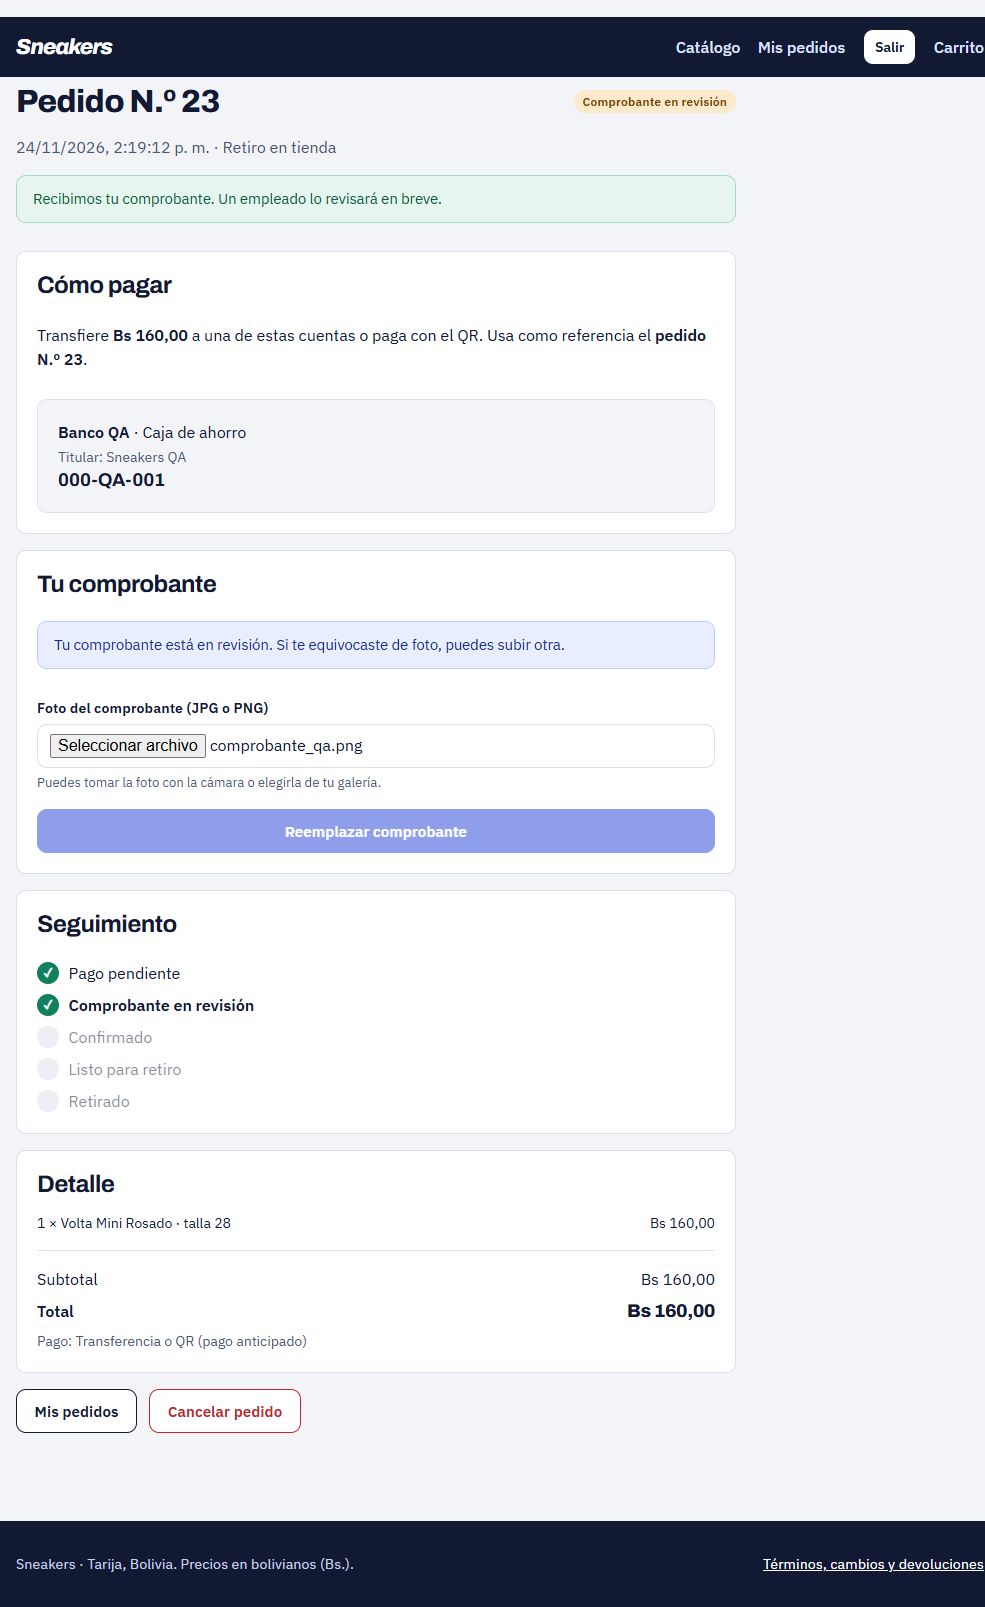 Sneakers
Catálogo Mis pedidos Salir Carrito
Pedido N.º 23
Comprobante en revisión
24/11/2026, 2:19:12 p. m. · Retiro en tienda
Recibimos tu comprobante. Un empleado lo revisará en breve.
Cómo pagar
Transfiere Bs 160,00 a una de estas cuentas o paga con el QR. Usa como referencia el pedido
N.º 23.
Banco QA · Caja de ahorro
Titular: Sneakers QA
000-QA-001
Tu comprobante
Tu comprobante está en revisión. Si te equivocaste de foto, puedes subir otra.
Foto del comprobante (JPG o PNG)
Seleccionar archivo comprobante_qa.png
Puedes tomar la foto con la cámara o elegirla de tu galería.
Reemplazar comprobante
Seguimiento
Pago pendiente
Comprobante en revisión
Confirmado
Listo para retiro
Retirado
Detalle
1 × Volta Mini Rosado · talla 28 Bs 160,00
Subtotal Bs 160,00
Total Bs 160,00
Pago: Transferencia o QR (pago anticipado)
Mis pedidos Cancelar pedido
Sneakers · Tarija, Bolivia. Precios en bolivianos (Bs.). Términos, cambios y devoluciones